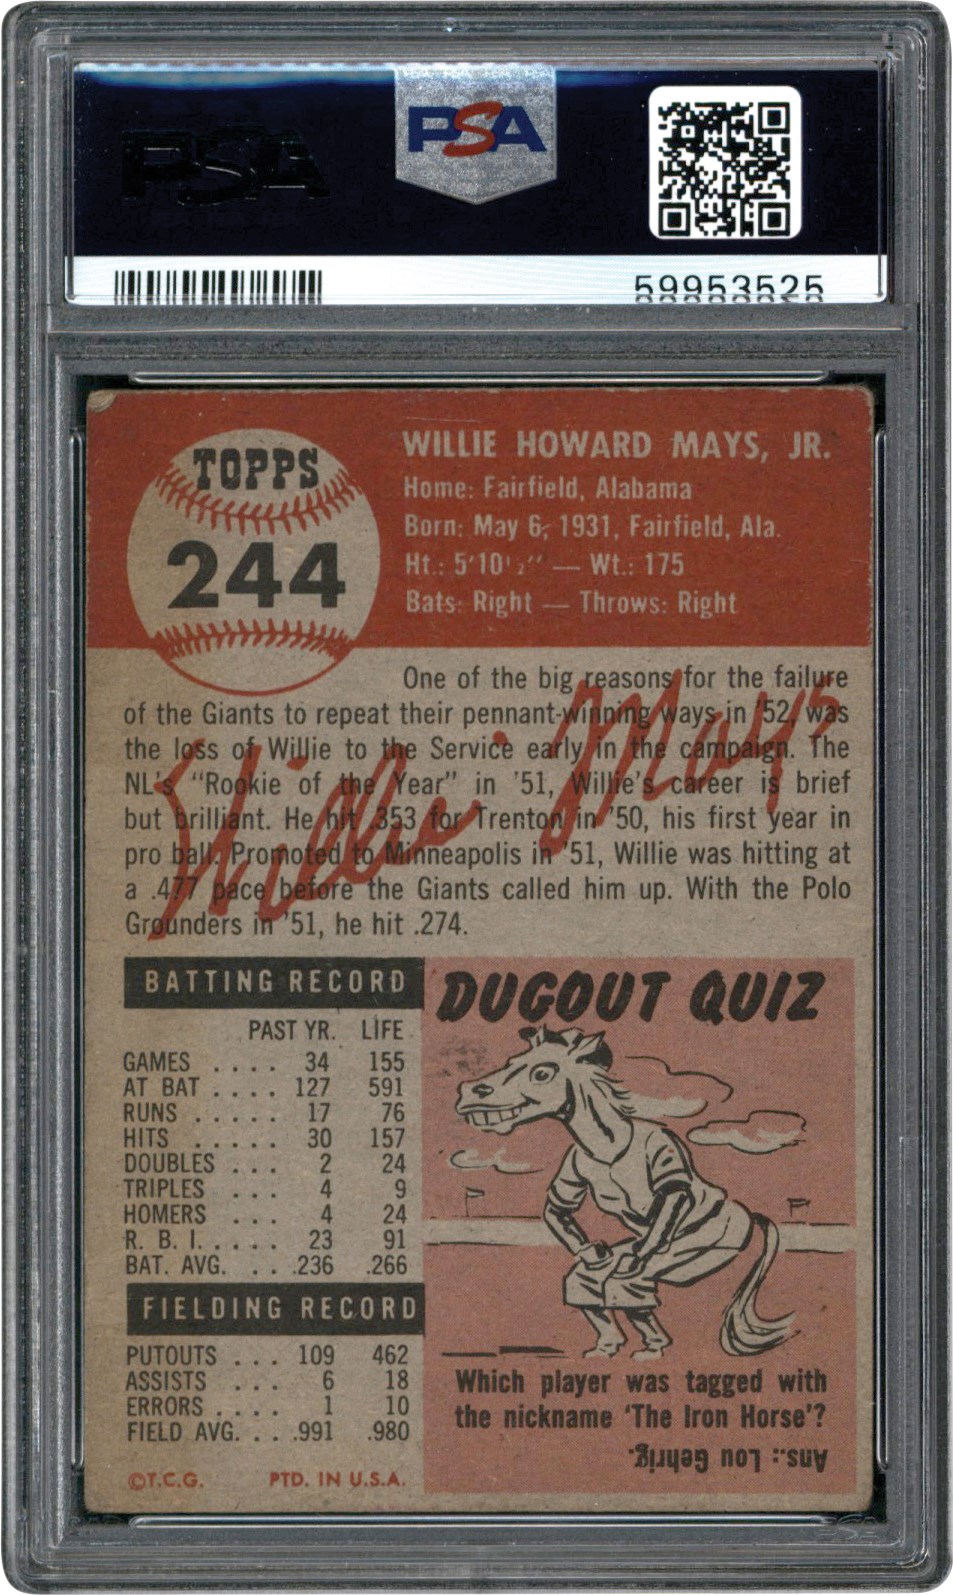 PSA
PSA
59953525
TOPPS
244
WILLIE HOWARD MAYS, JR.
Home: Fairfield, Alabama
Born: May 6, 1931, Fairfield, Ala.
Ht.: 5'10½" — Wt.: 175
Bats: Right — Throws: Right
One of the big reasons for the failure
of the Giants to repeat their pennant-winning ways in '52, was
the loss of Willie to the Service early in the campaign. The
NL's "Rookie of the Year" in '51, Willie's career is brief
but brilliant. He hit .353 for Trenton in '50, his first year in
pro ball. Promoted to Minneapolis in '51, Willie was hitting at
a .477 pace before the Giants called him up. With the Polo
Grounders in '51, he hit .274.
Willie Mays
BATTING RECORD
PAST YR. LIFE
GAMES .... 34 155
AT BAT .... 127 591
RUNS ..... 17 76
HITS ..... 30 157
DOUBLES ... 2 24
TRIPLES ... 4 9
HOMERS ... 4 24
R. B. I. .... 23 91
BAT. AVG. ... .236 .266
FIELDING RECORD
PUTOUTS ... 109 462
ASSISTS ... 6 18
ERRORS .... 1 10
FIELD AVG. ... .991 .980
©T.C.G. PTD. IN U.S.A.
DUGOUT QUIZ
Which player was tagged with
the nickname 'The Iron Horse'?
Ans.: Lou Gehrig.